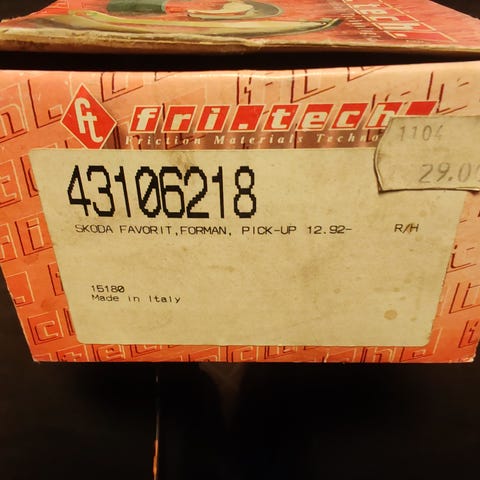 fri.tech.
Friction Materials Techno
1104
29.0
43106218
SKODA FAVORIT,FORMAN, PICK-UP 12.92- R/H
15180
Made in Italy